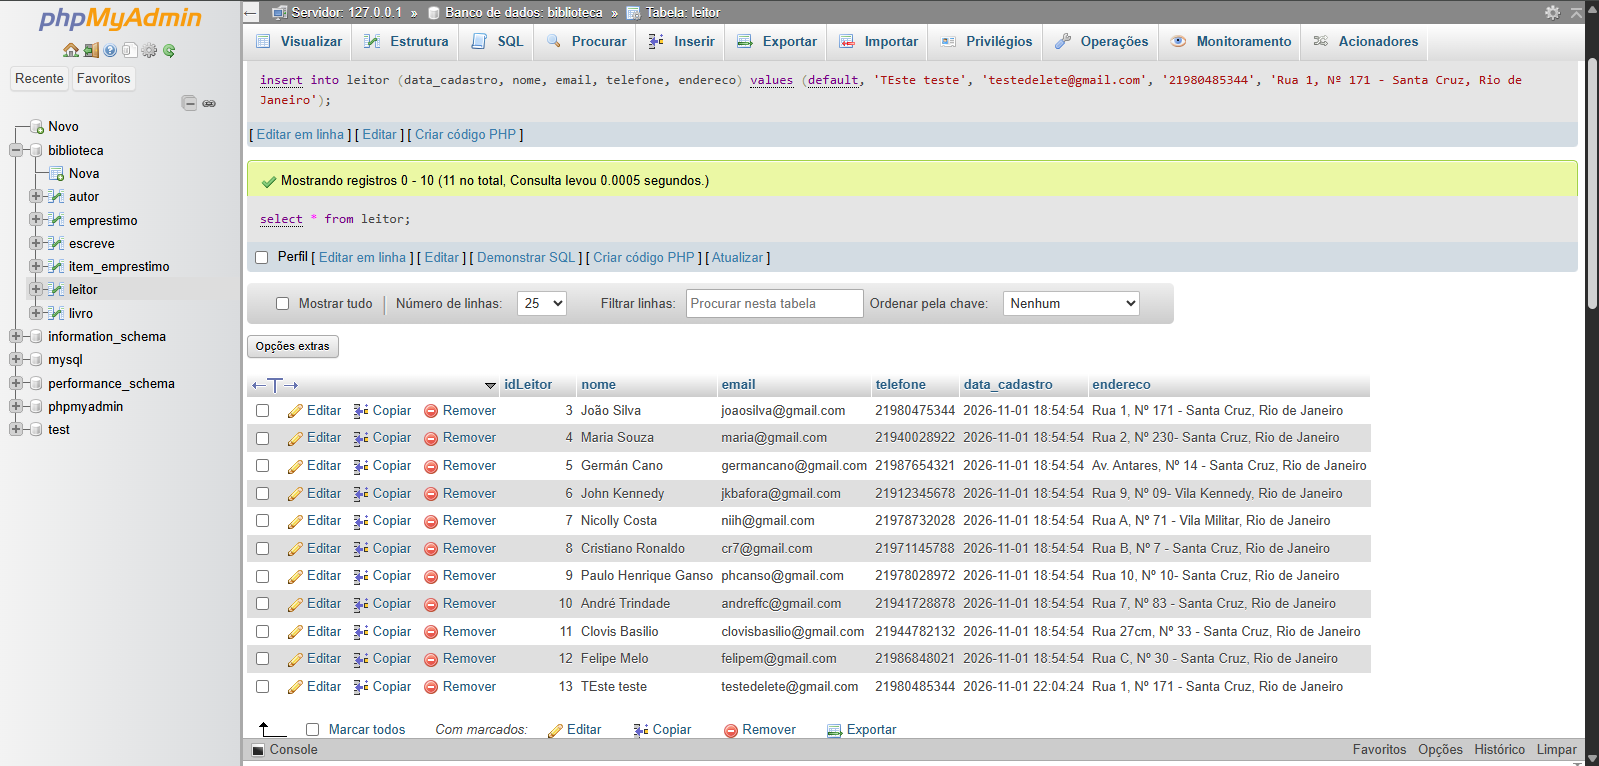 phpMyAdmin
Recente Favoritos
Novo
biblioteca
Nova
autor
emprestimo
escreve
item_emprestimo
leitor
livro
information_schema
mysql
performance_schema
phpmyadmin
test
Servidor: 127.0.0.1 » Banco de dados: biblioteca » Tabela: leitor
Visualizar Estrutura SQL Procurar Inserir Exportar Importar Privilégios Operações Monitoramento Acionadores
insert into leitor (data_cadastro, nome, email, telefone, endereco) values (default, 'TEste teste', 'testedelete@gmail.com', '21980485344', 'Rua 1, Nº 171 - Santa Cruz, Rio de
Janeiro');
[ Editar em linha ] [ Editar ] [ Criar código PHP ]
Mostrando registros 0 - 10 (11 no total, Consulta levou 0.0005 segundos.)
select * from leitor;
Perfil [ Editar em linha ] [ Editar ] [ Demonstrar SQL ] [ Criar código PHP ] [ Atualizar ]
Mostrar tudo Número de linhas: 25 Filtrar linhas: Procurar nesta tabela Ordenar pela chave: Nenhum
Opções extras
←T→ idLeitor nome email telefone data_cadastro endereco
Editar Copiar Remover 3 João Silva joaosilva@gmail.com 21980475344 2026-11-01 18:54:54 Rua 1, Nº 171 - Santa Cruz, Rio de Janeiro
Editar Copiar Remover 4 Maria Souza maria@gmail.com 21940028922 2026-11-01 18:54:54 Rua 2, Nº 230- Santa Cruz, Rio de Janeiro
Editar Copiar Remover 5 Germán Cano germancano@gmail.com 21987654321 2026-11-01 18:54:54 Av. Antares, Nº 14 - Santa Cruz, Rio de Janeiro
Editar Copiar Remover 6 John Kennedy jkbafora@gmail.com 21912345678 2026-11-01 18:54:54 Rua 9, Nº 09- Vila Kennedy, Rio de Janeiro
Editar Copiar Remover 7 Nicolly Costa niih@gmail.com 21978732028 2026-11-01 18:54:54 Rua A, Nº 71 - Vila Militar, Rio de Janeiro
Editar Copiar Remover 8 Cristiano Ronaldo cr7@gmail.com 21971145788 2026-11-01 18:54:54 Rua B, Nº 7 - Santa Cruz, Rio de Janeiro
Editar Copiar Remover 9 Paulo Henrique Ganso phcanso@gmail.com 21978028972 2026-11-01 18:54:54 Rua 10, Nº 10- Santa Cruz, Rio de Janeiro
Editar Copiar Remover 10 André Trindade andreffc@gmail.com 21941728878 2026-11-01 18:54:54 Rua 7, Nº 83 - Santa Cruz, Rio de Janeiro
Editar Copiar Remover 11 Clovis Basilio clovisbasilio@gmail.com 21944782132 2026-11-01 18:54:54 Rua 27cm, Nº 33 - Santa Cruz, Rio de Janeiro
Editar Copiar Remover 12 Felipe Melo felipem@gmail.com 21986848021 2026-11-01 18:54:54 Rua C, Nº 30 - Santa Cruz, Rio de Janeiro
Editar Copiar Remover 13 TEste teste testedelete@gmail.com 21980485344 2026-11-01 22:04:24 Rua 1, Nº 171 - Santa Cruz, Rio de Janeiro
Marcar todos Com marcados: Editar Copiar Remover Exportar
Console Favoritos Opções Histórico Limpar